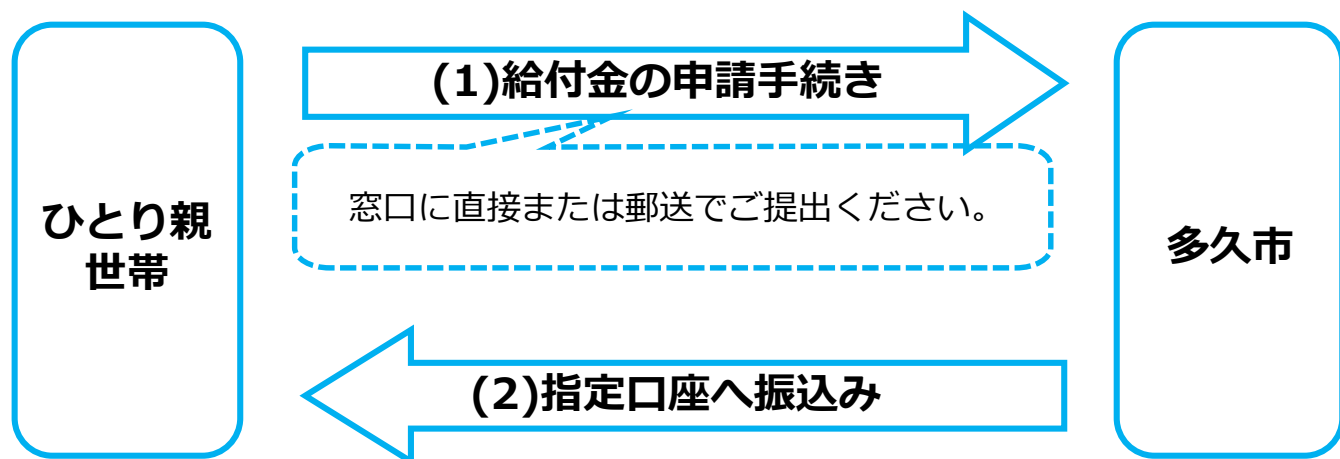 ひとり親
世帯
(1)給付金の申請手続き
窓口に直接または郵送でご提出ください。
(2)指定口座へ振込み
多久市